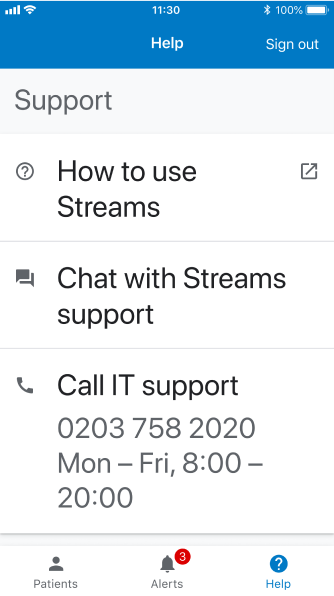 11:30
100%
Help
Sign out
Support
How to use
Streams
Chat with Streams
support
Call IT support
0203 758 2020
Mon – Fri, 8:00 –
20:00
3
Patients
Alerts
Help